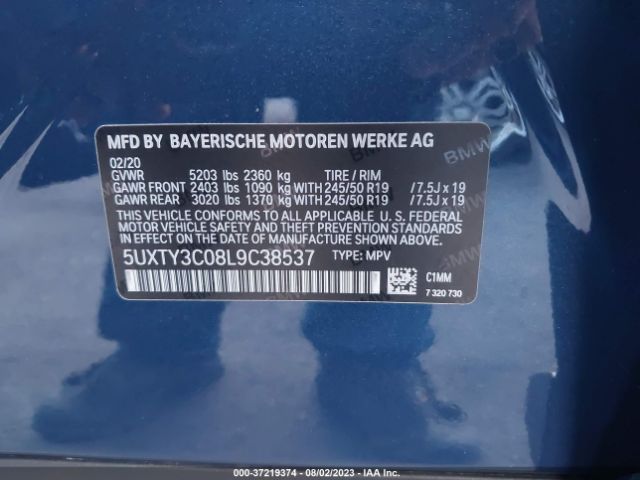 MFD BY BAYERISCHE MOTOREN WERKE AG
02/20
GVWR 5203 lbs 2360 kg TIRE / RIM
GAWR FRONT 2403 lbs 1090 kg WITH 245/50 R19 /7.5J x 19
GAWR REAR 3020 lbs 1370 kg WITH 245/50 R19 /7.5J x 19
THIS VEHICLE CONFORMS TO ALL APPLICABLE U. S. FEDERAL
MOTOR VEHICLE SAFETY AND THEFT PREVENTION STANDARDS
IN EFFECT ON THE DATE OF MANUFACTURE SHOWN ABOVE.
5UXTY3C08L9C38537 TYPE: MPV
C1MM
7 320 730
000-37219374 - 08/02/2023 - IAA Inc.